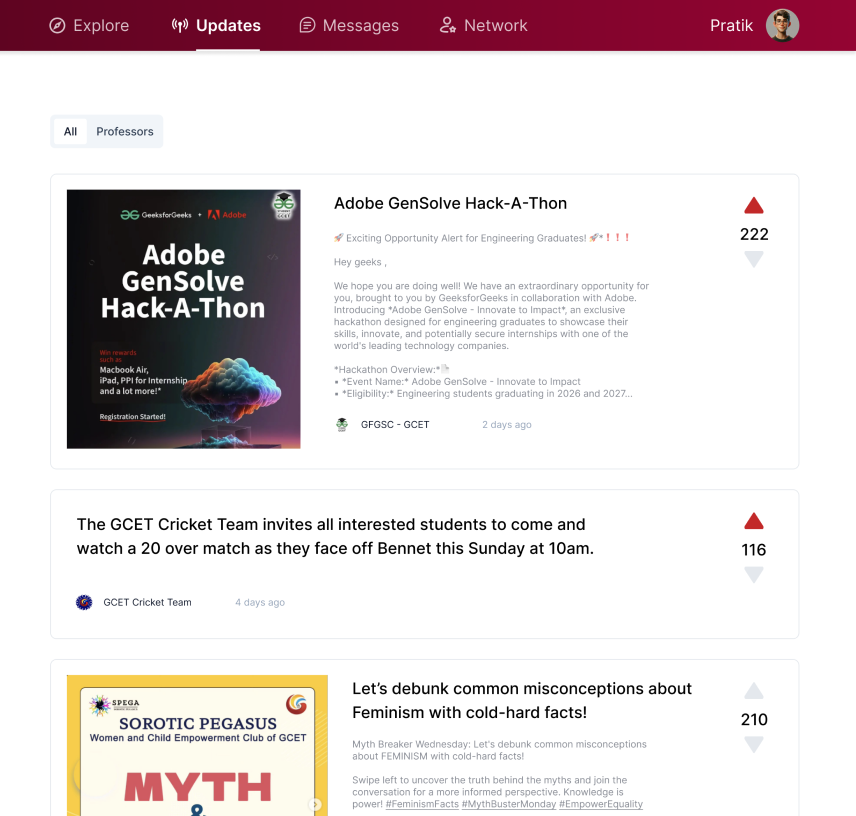 Explore
Updates
Messages
Network
Pratik
All
Professors
GeeksforGeeks + Adobe
GCET
Adobe
GenSolve
Hack-A-Thon
Win rewards
such as
Macbook Air,
iPad, PPI for Internship
and a lot more!*
Registration Started!
Adobe GenSolve Hack-A-Thon
🚀 Exciting Opportunity Alert for Engineering Graduates! 🚀*❗❗❗
Hey geeks ,
We hope you are doing well! We have an extraordinary opportunity for
you, brought to you by GeeksforGeeks in collaboration with Adobe.
Introducing *Adobe GenSolve - Innovate to Impact*, an exclusive
hackathon designed for engineering graduates to showcase their
skills, innovate, and potentially secure internships with one of the
world's leading technology companies.
*Hackathon Overview:*
• *Event Name:* Adobe GenSolve - Innovate to Impact
• *Eligibility:* Engineering students graduating in 2026 and 2027...
GFGSC - GCET
2 days ago
222
The GCET Cricket Team invites all interested students to come and
watch a 20 over match as they face off Bennet this Sunday at 10am.
GCET Cricket Team
4 days ago
116
SPEGA
SOROTIC PEGASUS
Women and Child Empowerment Club of GCET
MYTH
&
Let's debunk common misconceptions about
Feminism with cold-hard facts!
Myth Breaker Wednesday: Let's debunk common misconceptions
about FEMINISM with cold-hard facts!
Swipe left to uncover the truth behind the myths and join the
conversation for a more informed perspective. Knowledge is
power! #FeminismFacts #MythBusterMonday #EmpowerEquality
210